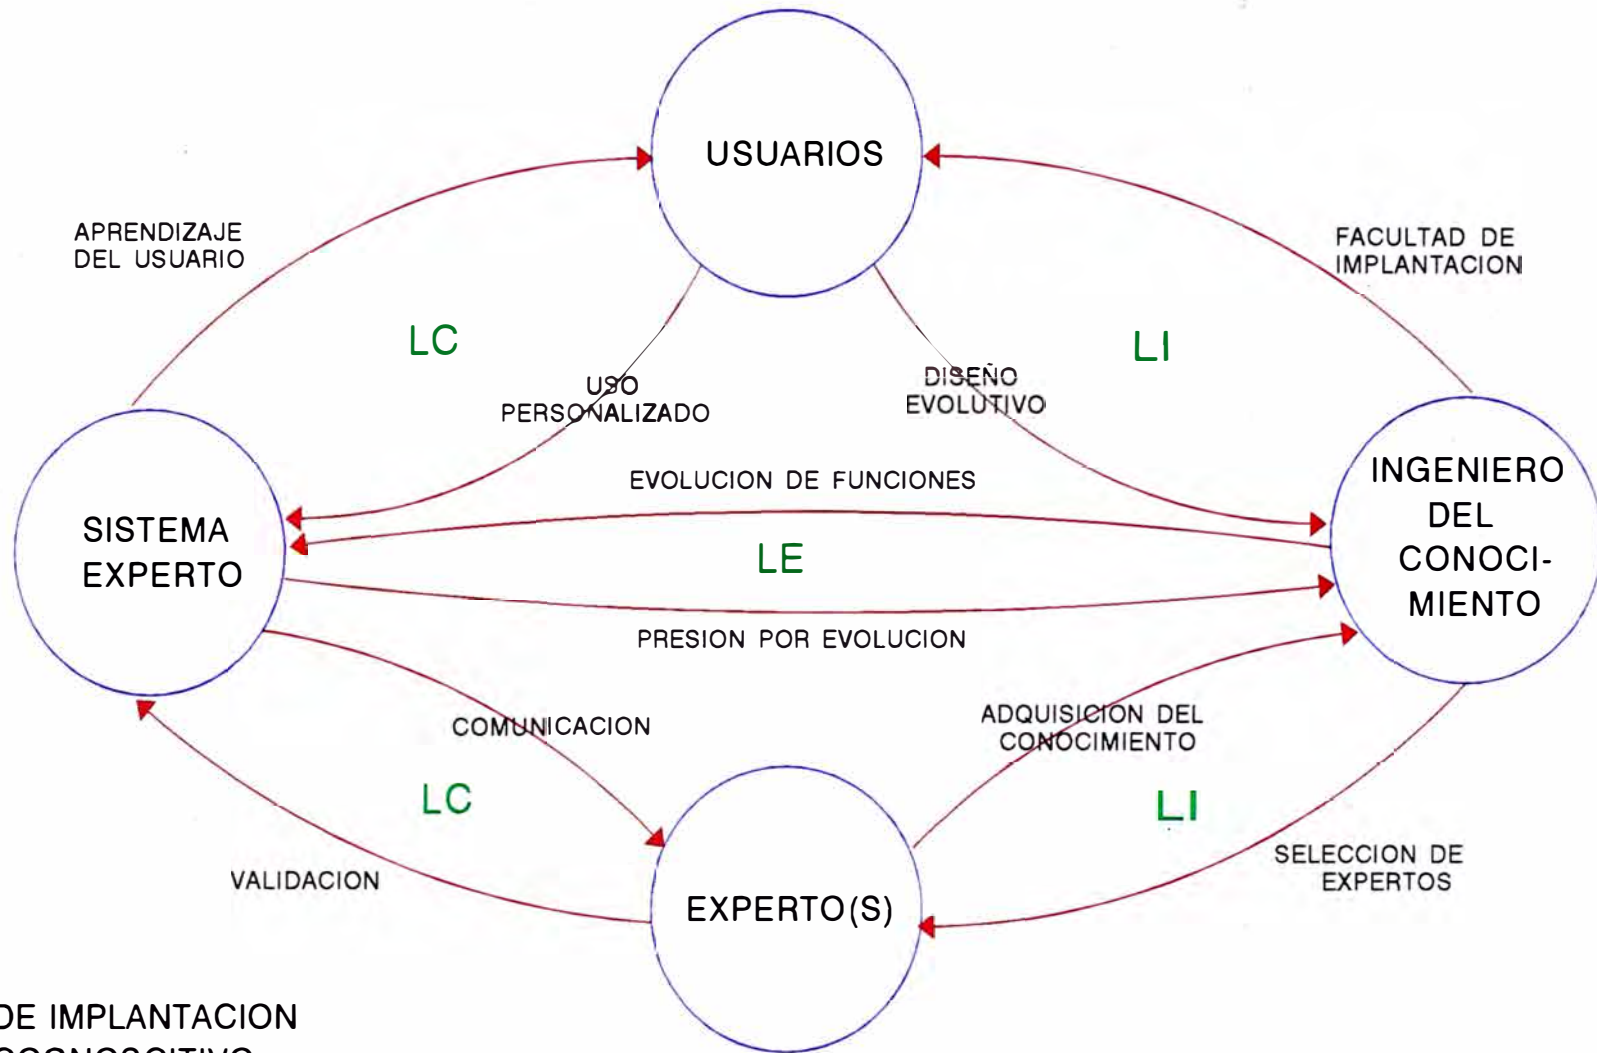 USUARIOS
APRENDIZAJE
DEL USUARIO
FACULTAD DE
IMPLANTACION
LC
LI
USO
PERSONALIZADO
DISEÑO
EVOLUTIVO
EVOLUCION DE FUNCIONES
SISTEMA
EXPERTO
LE
INGENIERO
DEL
CONOCI-
MIENTO
PRESION POR EVOLUCION
COMUNICACION
ADQUISICION DEL
CONOCIMIENTO
LC
LI
VALIDACION
EXPERTO(S)
SELECCION DE
EXPERTOS
DE IMPLANTACION